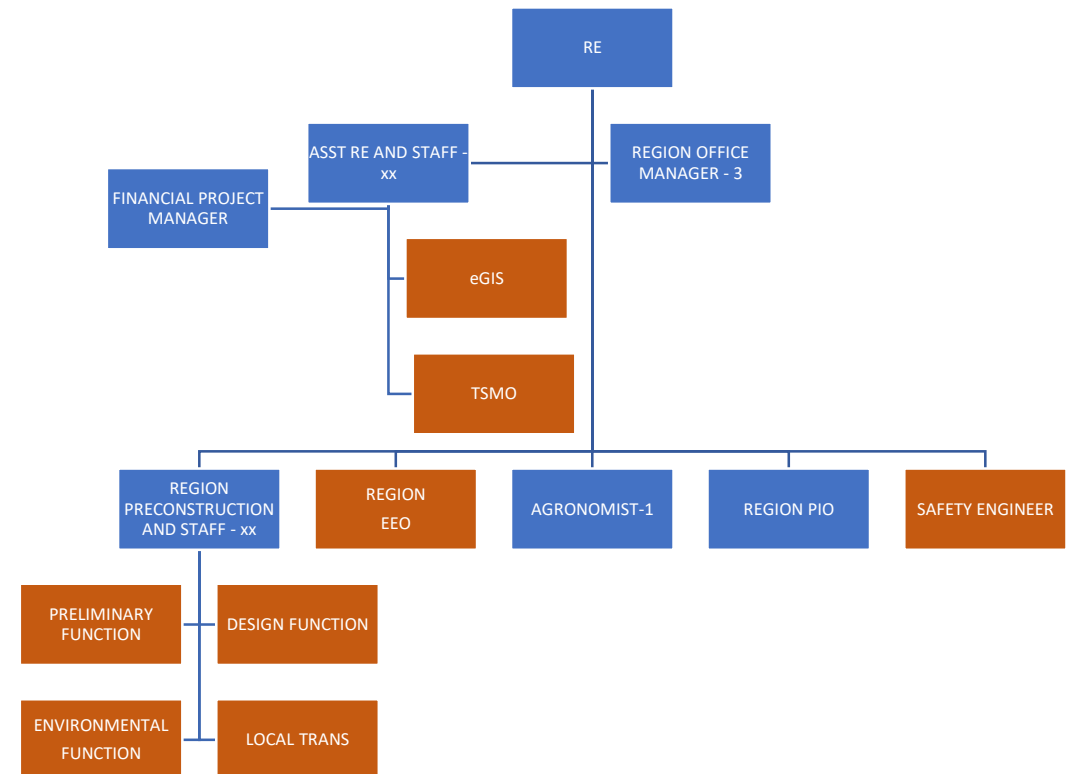 RE
ASST RE AND STAFF -
xx
REGION OFFICE
MANAGER - 3
FINANCIAL PROJECT
MANAGER
eGIS
TSMO
REGION
PRECONSTRUCTION
AND STAFF - xx
REGION
EEO
AGRONOMIST-1
REGION PIO
SAFETY ENGINEER
PRELIMINARY
FUNCTION
DESIGN FUNCTION
ENVIRONMENTAL
FUNCTION
LOCAL TRANS